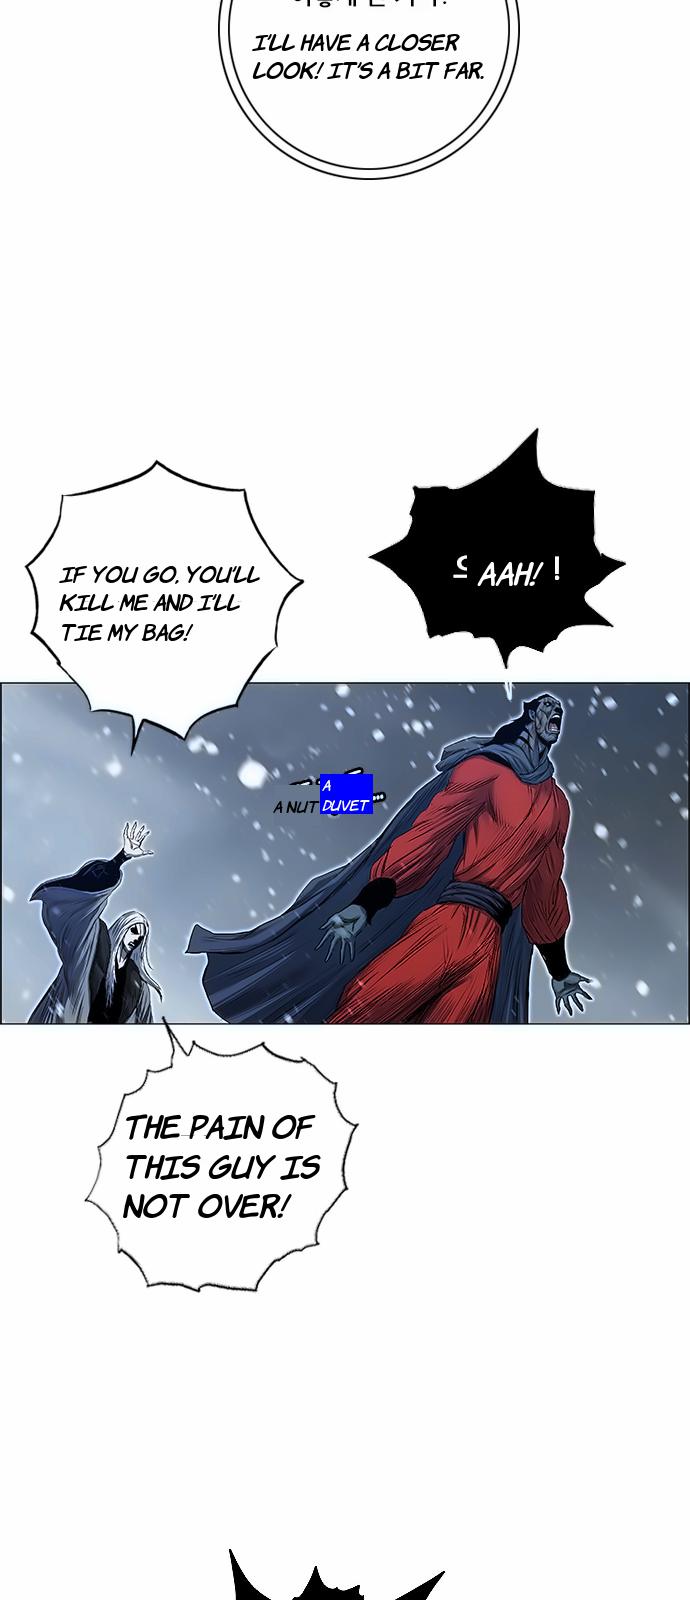 I'LL HAVE A CLOSER
LOOK! IT'S A BIT FAR.
AAH! !
IF YOU GO, YOU'LL
KILL ME AND I'LL
TIE MY BAG!
A
A NUT DUVET
THE PAIN OF
THIS GUY IS
NOT OVER!